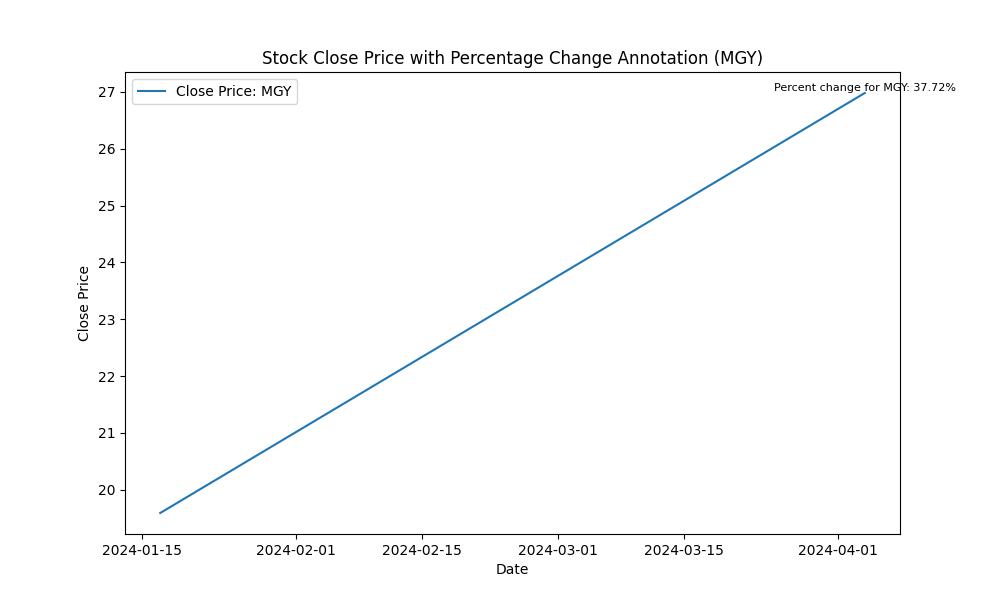 Stock Close Price with Percentage Change Annotation (MGY)
Close Price: MGY
Percent change for MGY: 37.72%
Close Price
27
26
25
24
23
22
21
20
2024-01-15 2024-02-01 2024-02-15 2024-03-01 2024-03-15 2024-04-01
Date